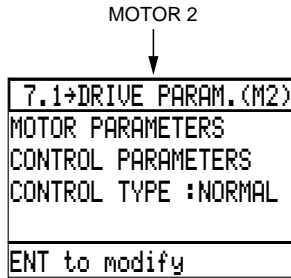 MOTOR 2
7.1→DRIVE PARAM.(M2)
MOTOR PARAMETERS
CONTROL PARAMETERS
CONTROL TYPE :NORMAL
ENT to modify